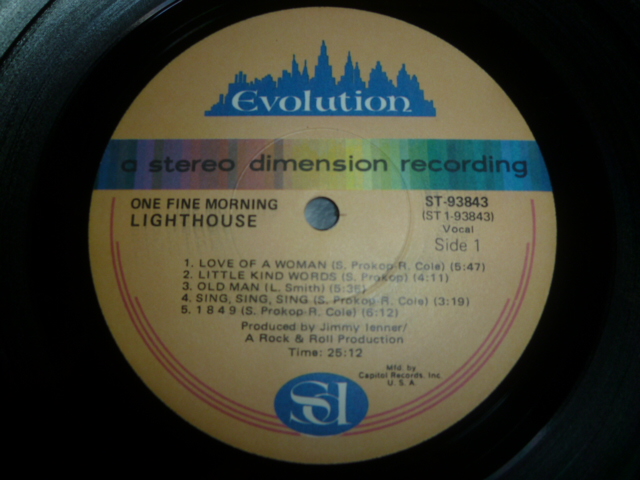 Evolution
a stereo dimension recording
ONE FINE MORNING
LIGHTHOUSE
ST-93843
(ST 1-93843)
Vocal
Side 1
1. LOVE OF A WOMAN (S. Prokop-R. Cole) (5:47)
2. LITTLE KIND WORDS (S. Prokop) (4:11)
3. OLD MAN (L. Smith) (5:35)
4. SING, SING, SING (S. Prokop-R. Cole) (3:19)
5. 1 8 4 9 (S. Prokop-R. Cole) (6:12)
Produced by Jimmy Ienner/
A Rock & Roll Production
Time: 25:12
Mfd. by
Capitol Records, Inc.
U. S. A.
Sd